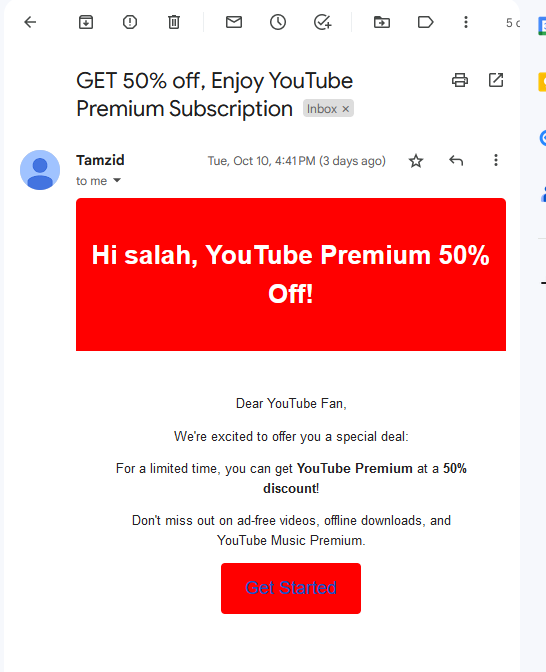 5 o
GET 50% off, Enjoy YouTube
Premium Subscription Inbox ×
Tamzid Tue, Oct 10, 4:41 PM (3 days ago)
to me
Hi salah, YouTube Premium 50%
Off!
Dear YouTube Fan,
We're excited to offer you a special deal:
For a limited time, you can get YouTube Premium at a 50%
discount!
Don't miss out on ad-free videos, offline downloads, and
YouTube Music Premium.
Get Started